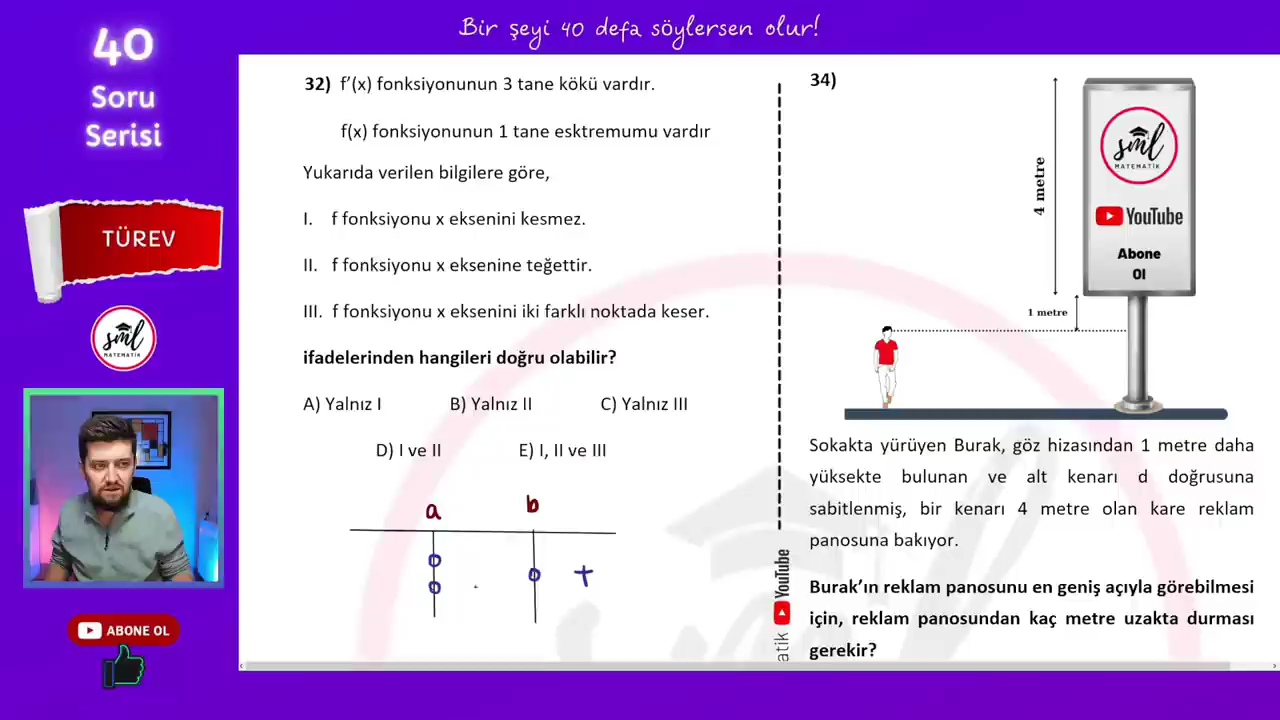 Bir şeyi 40 defa söylersen olur!
40
Soru
Serisi
TÜREV
sml
MATEMATİK
ABONE OL
32) f'(x) fonksiyonunun 3 tane kökü vardır.
f(x) fonksiyonunun 1 tane esktremumu vardır
Yukarıda verilen bilgilere göre,
I. f fonksiyonu x eksenini kesmez.
II. f fonksiyonu x eksenine teğettir.
III. f fonksiyonu x eksenini iki farklı noktada keser.
ifadelerinden hangileri doğru olabilir?
A) Yalnız I B) Yalnız II C) Yalnız III
D) I ve II E) I, II ve III
a b
+
atik YouTube
34)
4 metre
sml
MATEMATİK
YouTube
Abone
Ol
1 metre
Sokakta yürüyen Burak, göz hizasından 1 metre daha
yüksekte bulunan ve alt kenarı d doğrusuna
sabitlenmiş, bir kenarı 4 metre olan kare reklam
panosuna bakıyor.
Burak'ın reklam panosunu en geniş açıyla görebilmesi
için, reklam panosundan kaç metre uzakta durması
gerekir?